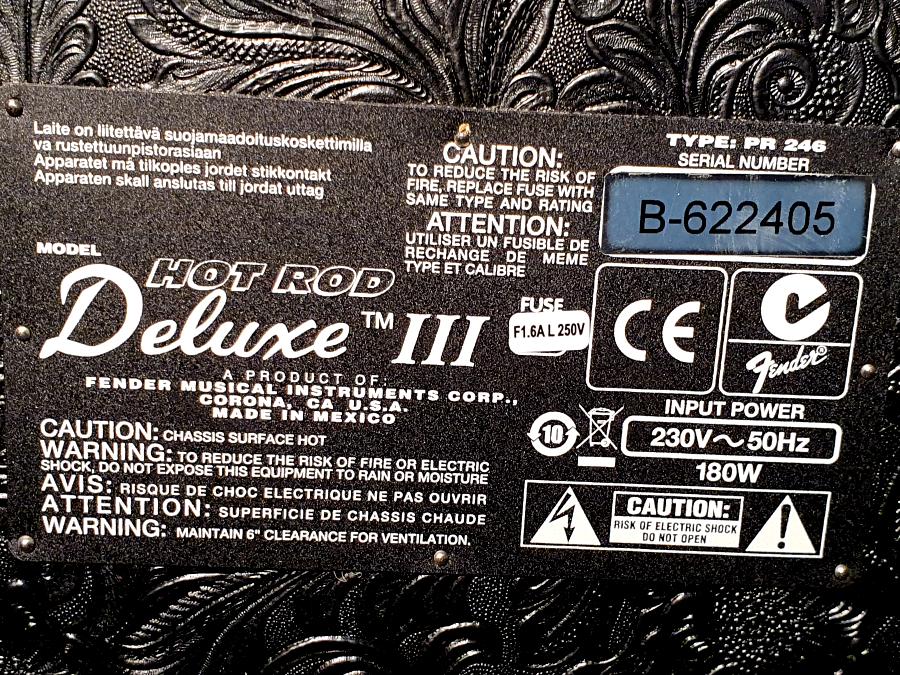 Laite on liitettävä suojamaadoituskoskettimilla
va rustettuunpistorasiaan
Apparatet må tilkoples jordet stikkontakt
Apparaten skall anslutas till jordat uttag
CAUTION:
TO REDUCE THE RISK OF
FIRE, REPLACE FUSE WITH
SAME TYPE AND RATING
ATTENTION:
UTILISER UN FUSIBLE DE
RECHANGE DE MEME
TYPE ET CALIBRE
TYPE: PR 246
SERIAL NUMBER
B-622405
MODEL
HOT ROD
Deluxe™ III
FUSE
F1.6A L 250V
CE
Fender®
A PRODUCT OF:
FENDER MUSICAL INSTRUMENTS CORP.,
CORONA, CA U.S.A.
MADE IN MEXICO
10
INPUT POWER
230V~50Hz
180W
CAUTION: CHASSIS SURFACE HOT
WARNING: TO REDUCE THE RISK OF FIRE OR ELECTRIC
SHOCK, DO NOT EXPOSE THIS EQUIPMENT TO RAIN OR MOISTURE
AVIS: RISQUE DE CHOC ELECTRIQUE NE PAS OUVRIR
ATTENTION: SUPERFICIE DE CHASSIS CHAUDE
WARNING: MAINTAIN 6" CLEARANCE FOR VENTILATION.
CAUTION:
RISK OF ELECTRIC SHOCK
DO NOT OPEN